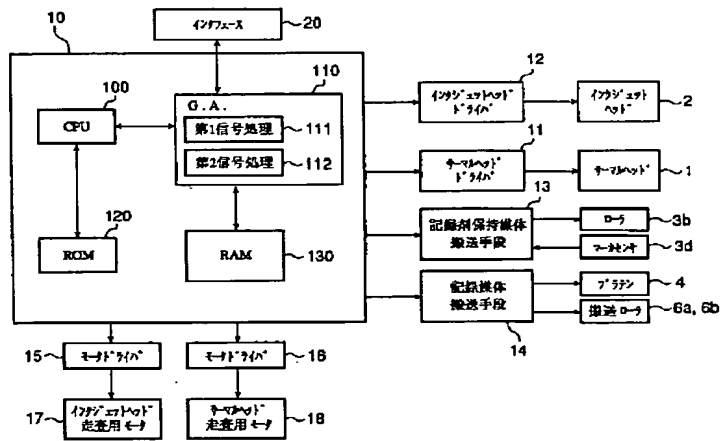 インタフェース
20
10
110
100
CPU
G.A.
第1信号処理
111
第2信号処理
112
120
ROM
RAM
130
12
インクジェットヘッド
ドライバ
インクジェット
ヘッド
2
11
サーマルヘッド
ドライバ
サーマルヘッド
1
13
記録剤保持媒体
搬送手段
ローラ
3b
マークセンサ
3d
記録媒体
搬送手段
14
プラテン
4
搬送ローラ
6a, 6b
15
モータドライバ
モータドライバ
16
17
インクジェットヘッド
走査用モータ
サーマルヘッド
走査用モータ
18